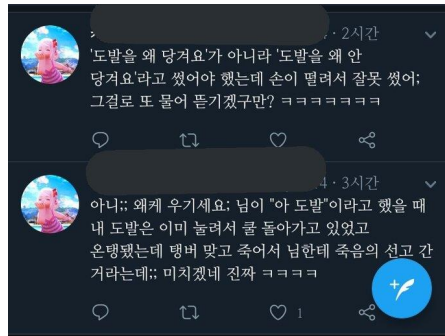 · 2시간
'도발을 왜 당겨요'가 아니라 '도발을 왜 안
당겨요'라고 썼어야 했는데 손이 떨려서 잘못 썼어;
그걸로 또 물어 뜯기겠구만? ㅋㅋㅋㅋㅋㅋㅋ
4 · 3시간
아니;; 왜케 우기세요; 님이 "아 도발"이라고 했을 때
내 도발은 이미 눌려서 쿨 돌아가고 있었고
온탱됐는데 탱버 맞고 죽어서 님한테 죽음의 선고 간
거라는데;; 미치겠네 진짜 ㅋㅋㅋㅋ
1